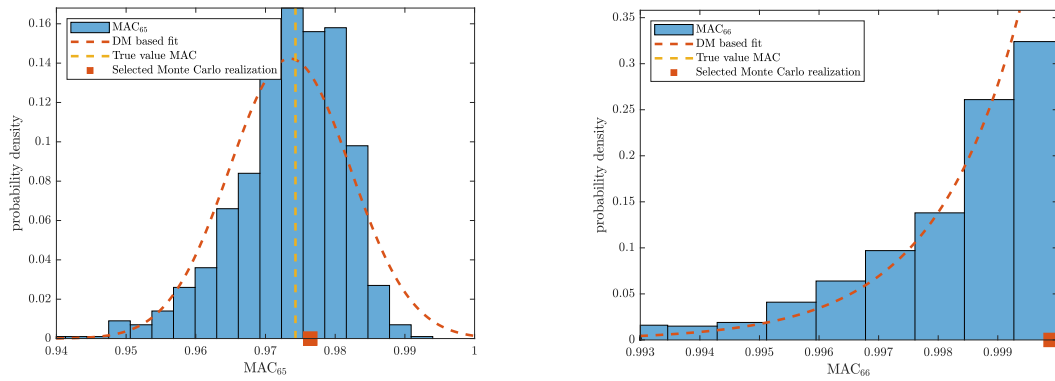 0.16
0.14
0.12
0.1
0.08
0.06
0.04
0.02
0
probability density
MAC65
DM based fit
True value MAC
Selected Monte Carlo realization
0.94
0.95
0.96
0.97
0.98
0.99
1
MAC65
0.35
0.3
0.25
0.2
0.15
0.1
0.05
0
probability density
MAC66
DM based fit
True value MAC
Selected Monte Carlo realization
0.993
0.994
0.995
0.996
0.997
0.998
0.999
MAC66